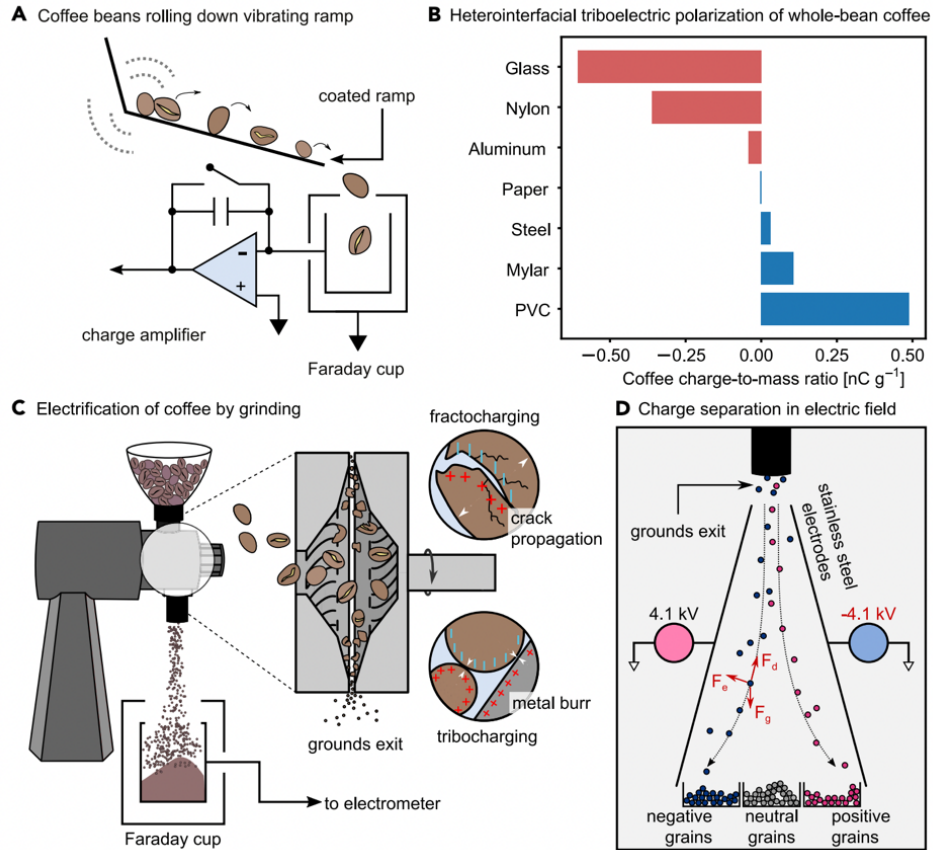 A Coffee beans rolling down vibrating ramp
coated ramp
-
+
charge amplifier
Faraday cup
B Heterointerfacial triboelectric polarization of whole-bean coffee
Glass
Nylon
Aluminum
Paper
Steel
Mylar
PVC
−0.50 −0.25 0.00 0.25 0.50
Coffee charge-to-mass ratio [nC g⁻¹]
C Electrification of coffee by grinding
fractocharging
crack
propagation
metal burr
tribocharging
grounds exit
to electrometer
Faraday cup
D Charge separation in electric field
grounds exit
stainless steel
electrodes
4.1 kV
-4.1 kV
Fd
Fe
Fg
negative
grains
neutral
grains
positive
grains